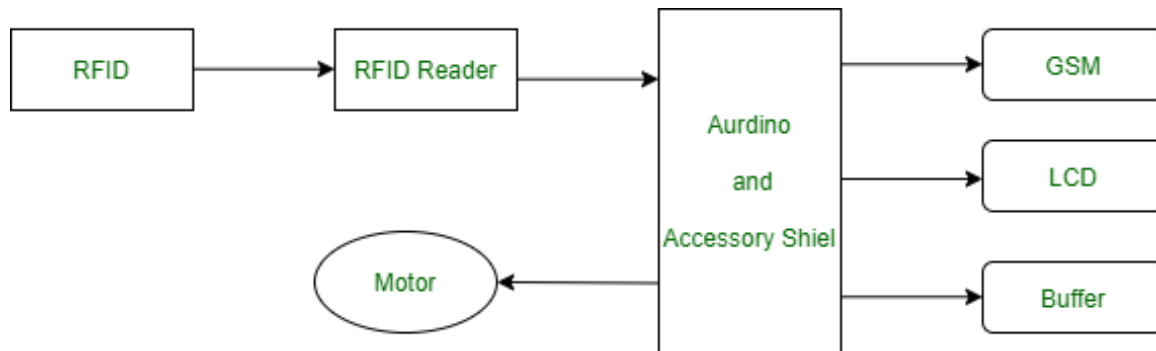 RFID
RFID Reader
Aurdino
and
Accessory Shiel
GSM
LCD
Motor
Buffer